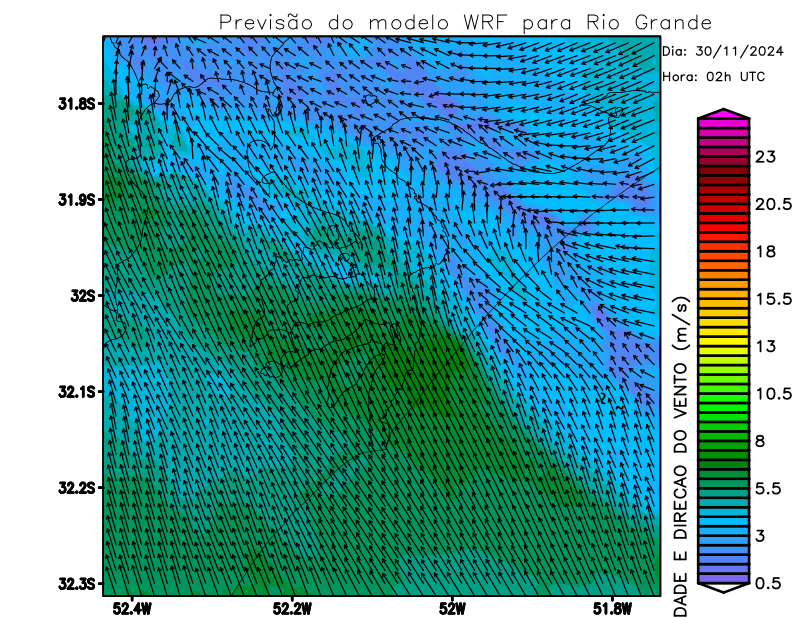 Previsão do modelo WRF para Rio Grande
Dia: 30/11/2024
Hora: 02h UTC
31.8S
31.9S
32S
32.1S
32.2S
32.3S
52.4W
52.2W
52W
51.8W
23
20.5
18
15.5
13
10.5
8
5.5
3
0.5
DADE E DIRECAO DO VENTO (m/s)